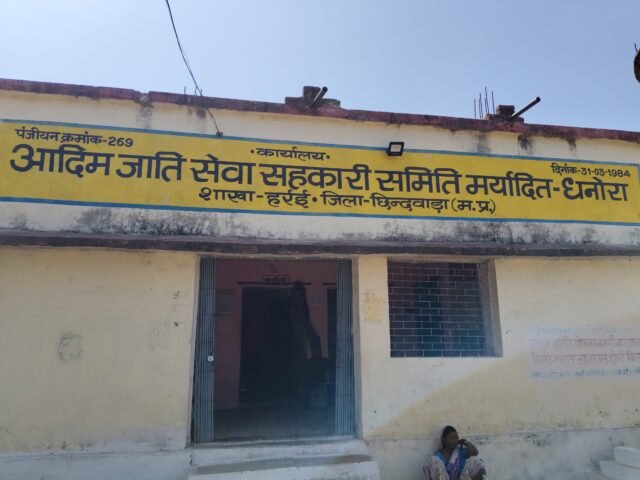 पंजीयन क्रमांक-269
• कार्यालय •
दिनांक-31-03-1984
आदिम जाति सेवा सहकारी समिति मर्यादित-धनोरा
शाखा-हर्रई • जिला-छिन्दवाड़ा (म.प्र.)